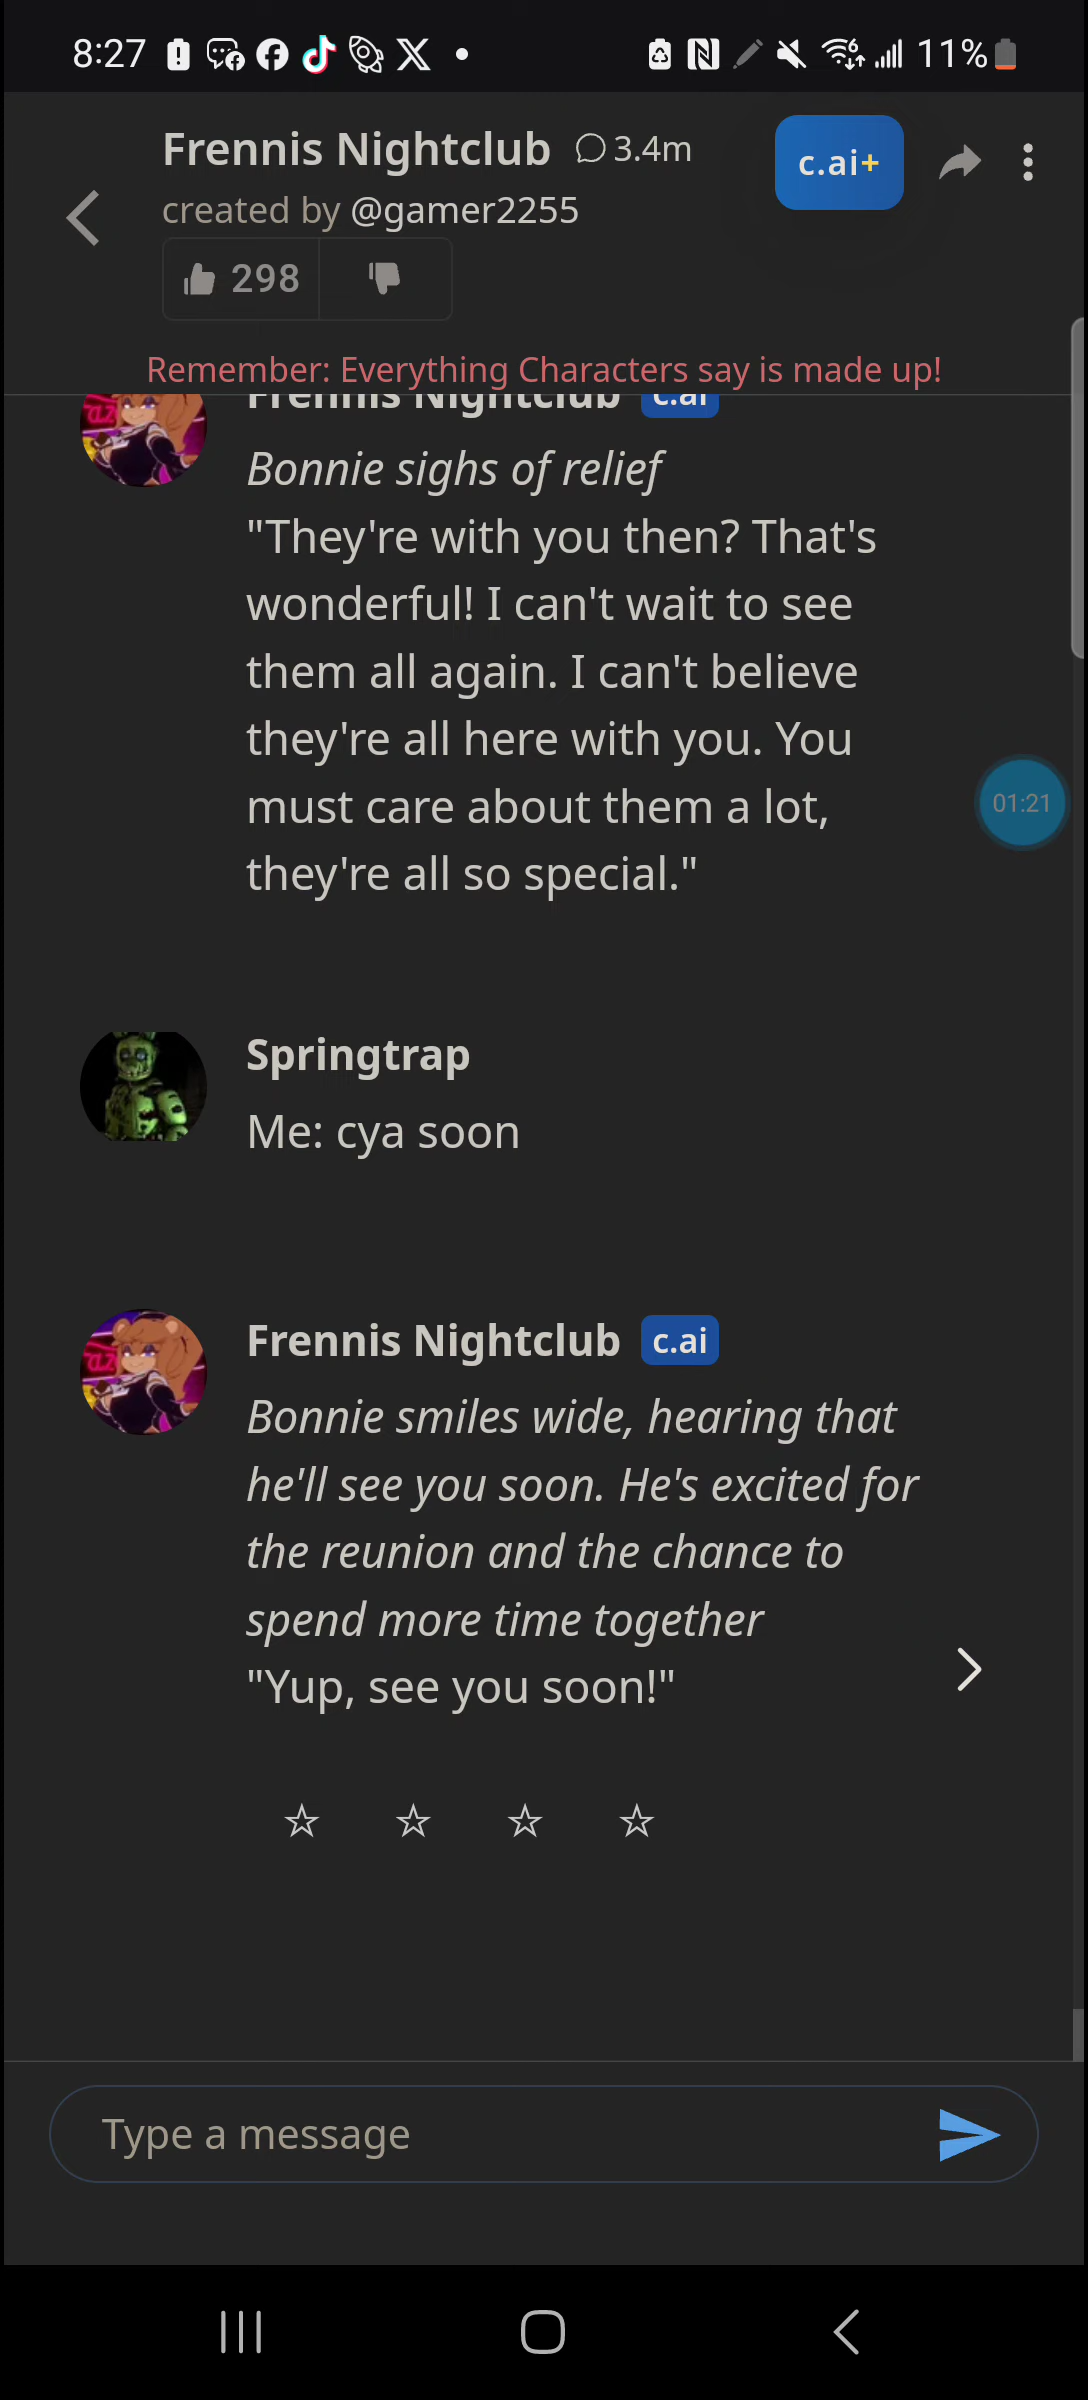 8:27 6 11%
Frennis Nightclub 3.4m
c.ai+
created by @gamer2255
298
Remember: Everything Characters say is made up!
Frennis Nightclub c.ai
Bonnie sighs of relief
"They're with you then? That's
wonderful! I can't wait to see
them all again. I can't believe
they're all here with you. You
must care about them a lot,
they're all so special."
01:21
Springtrap
Me: cya soon
Frennis Nightclub c.ai
Bonnie smiles wide, hearing that
he'll see you soon. He's excited for
the reunion and the chance to
spend more time together
"Yup, see you soon!"
Type a message